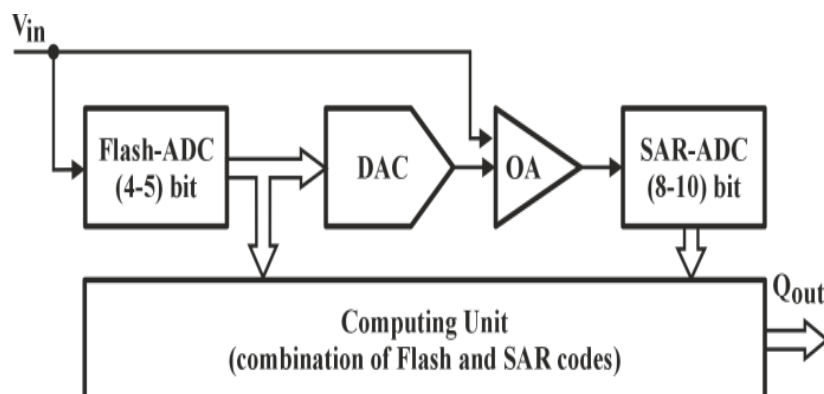 Vin
Flash-ADC
(4-5) bit
DAC
OA
SAR-ADC
(8-10) bit
Computing Unit
(combination of Flash and SAR codes)
Qout